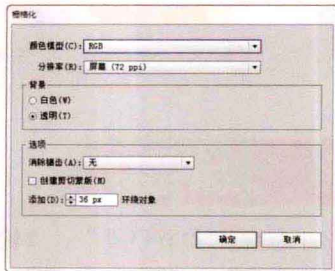 栅格化
颜色模型(C): RGB
分辨率(R): 屏幕 (72 ppi)
背景
白色(W)
透明(T)
选项
消除锯齿(A): 无
创建剪切蒙版(M)
添加(D): 36 px 环绕对象
确定 取消